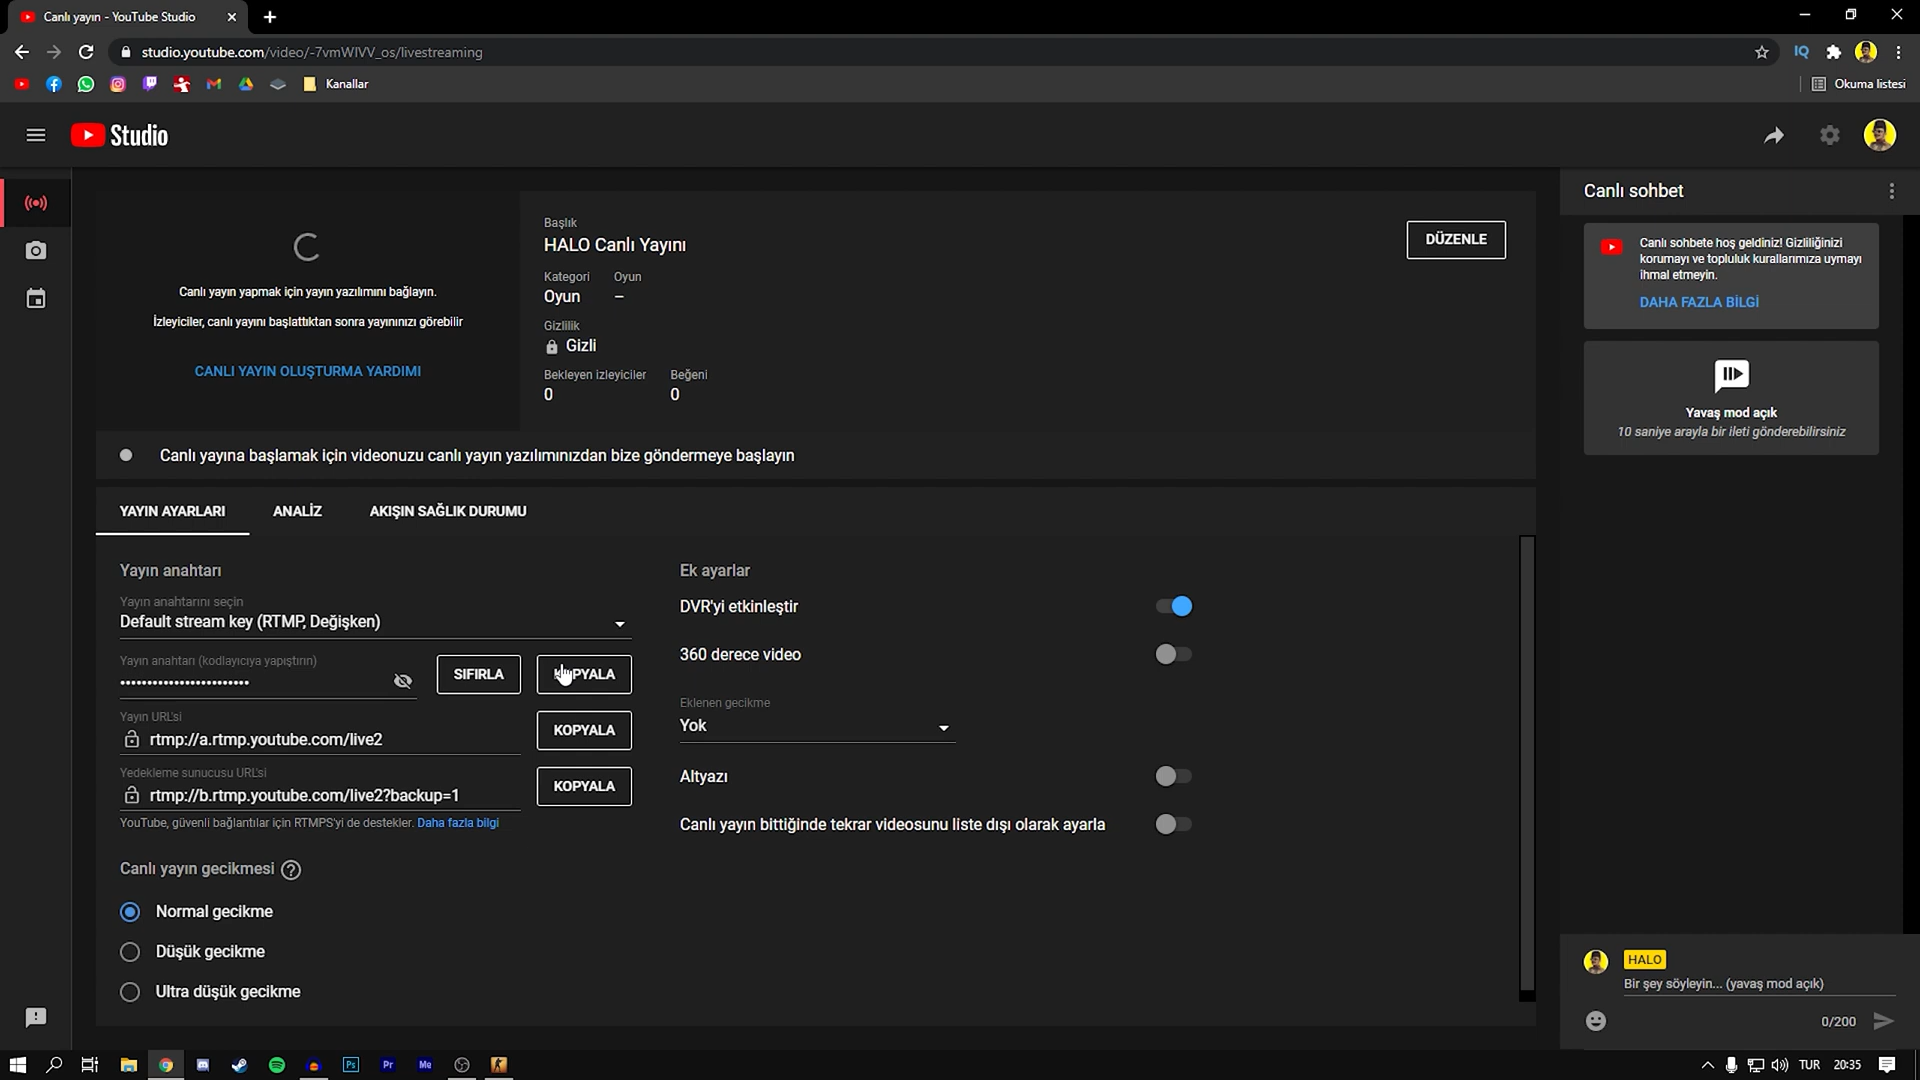 Canlı yayın - YouTube Studio
studio.youtube.com/video/-7vmWIVV_os/livestreaming
IQ
Kanallar
Okuma listesi
Studio
Canlı yayın yapmak için yayın yazılımını bağlayın.
İzleyiciler, canlı yayını başlattıktan sonra yayınınızı görebilir
CANLI YAYIN OLUŞTURMA YARDIMI
Başlık
HALO Canlı Yayını
Kategori Oyun
Oyun –
Gizlilik
Gizli
Bekleyen izleyiciler Beğeni
0 0
DÜZENLE
Canlı yayına başlamak için videonuzu canlı yayın yazılımınızdan bize göndermeye başlayın
YAYIN AYARLARI ANALİZ AKIŞIN SAĞLIK DURUMU
Yayın anahtarı
Yayın anahtarını seçin
Default stream key (RTMP, Değişken)
Yayın anahtarı (kodlayıcıya yapıştırın)
••••••••••••••••••••••••
SIFIRLA
Yayın URL'si
rtmp://a.rtmp.youtube.com/live2
KOPYALA
Yedekleme sunucusu URL'si
rtmp://b.rtmp.youtube.com/live2?backup=1
KOPYALA
YouTube, güvenli bağlantılar için RTMPS'yi de destekler. Daha fazla bilgi
Canlı yayın gecikmesi ?
Normal gecikme
Düşük gecikme
Ultra düşük gecikme
Ek ayarlar
DVR'yi etkinleştir
360 derece video
Eklenen gecikme
Yok
Altyazı
Canlı yayın bittiğinde tekrar videosunu liste dışı olarak ayarla
Canlı sohbet
Canlı sohbete hoş geldiniz! Gizliliğinizi
korumayı ve topluluk kurallarımıza uymayı
ihmal etmeyin.
DAHA FAZLA BİLGİ
Yavaş mod açık
10 saniye arayla bir ileti gönderebilirsiniz
HALO
Bir şey söyleyin... (yavaş mod açık)
0/200
Ps
Pr
Me
TUR 20:35